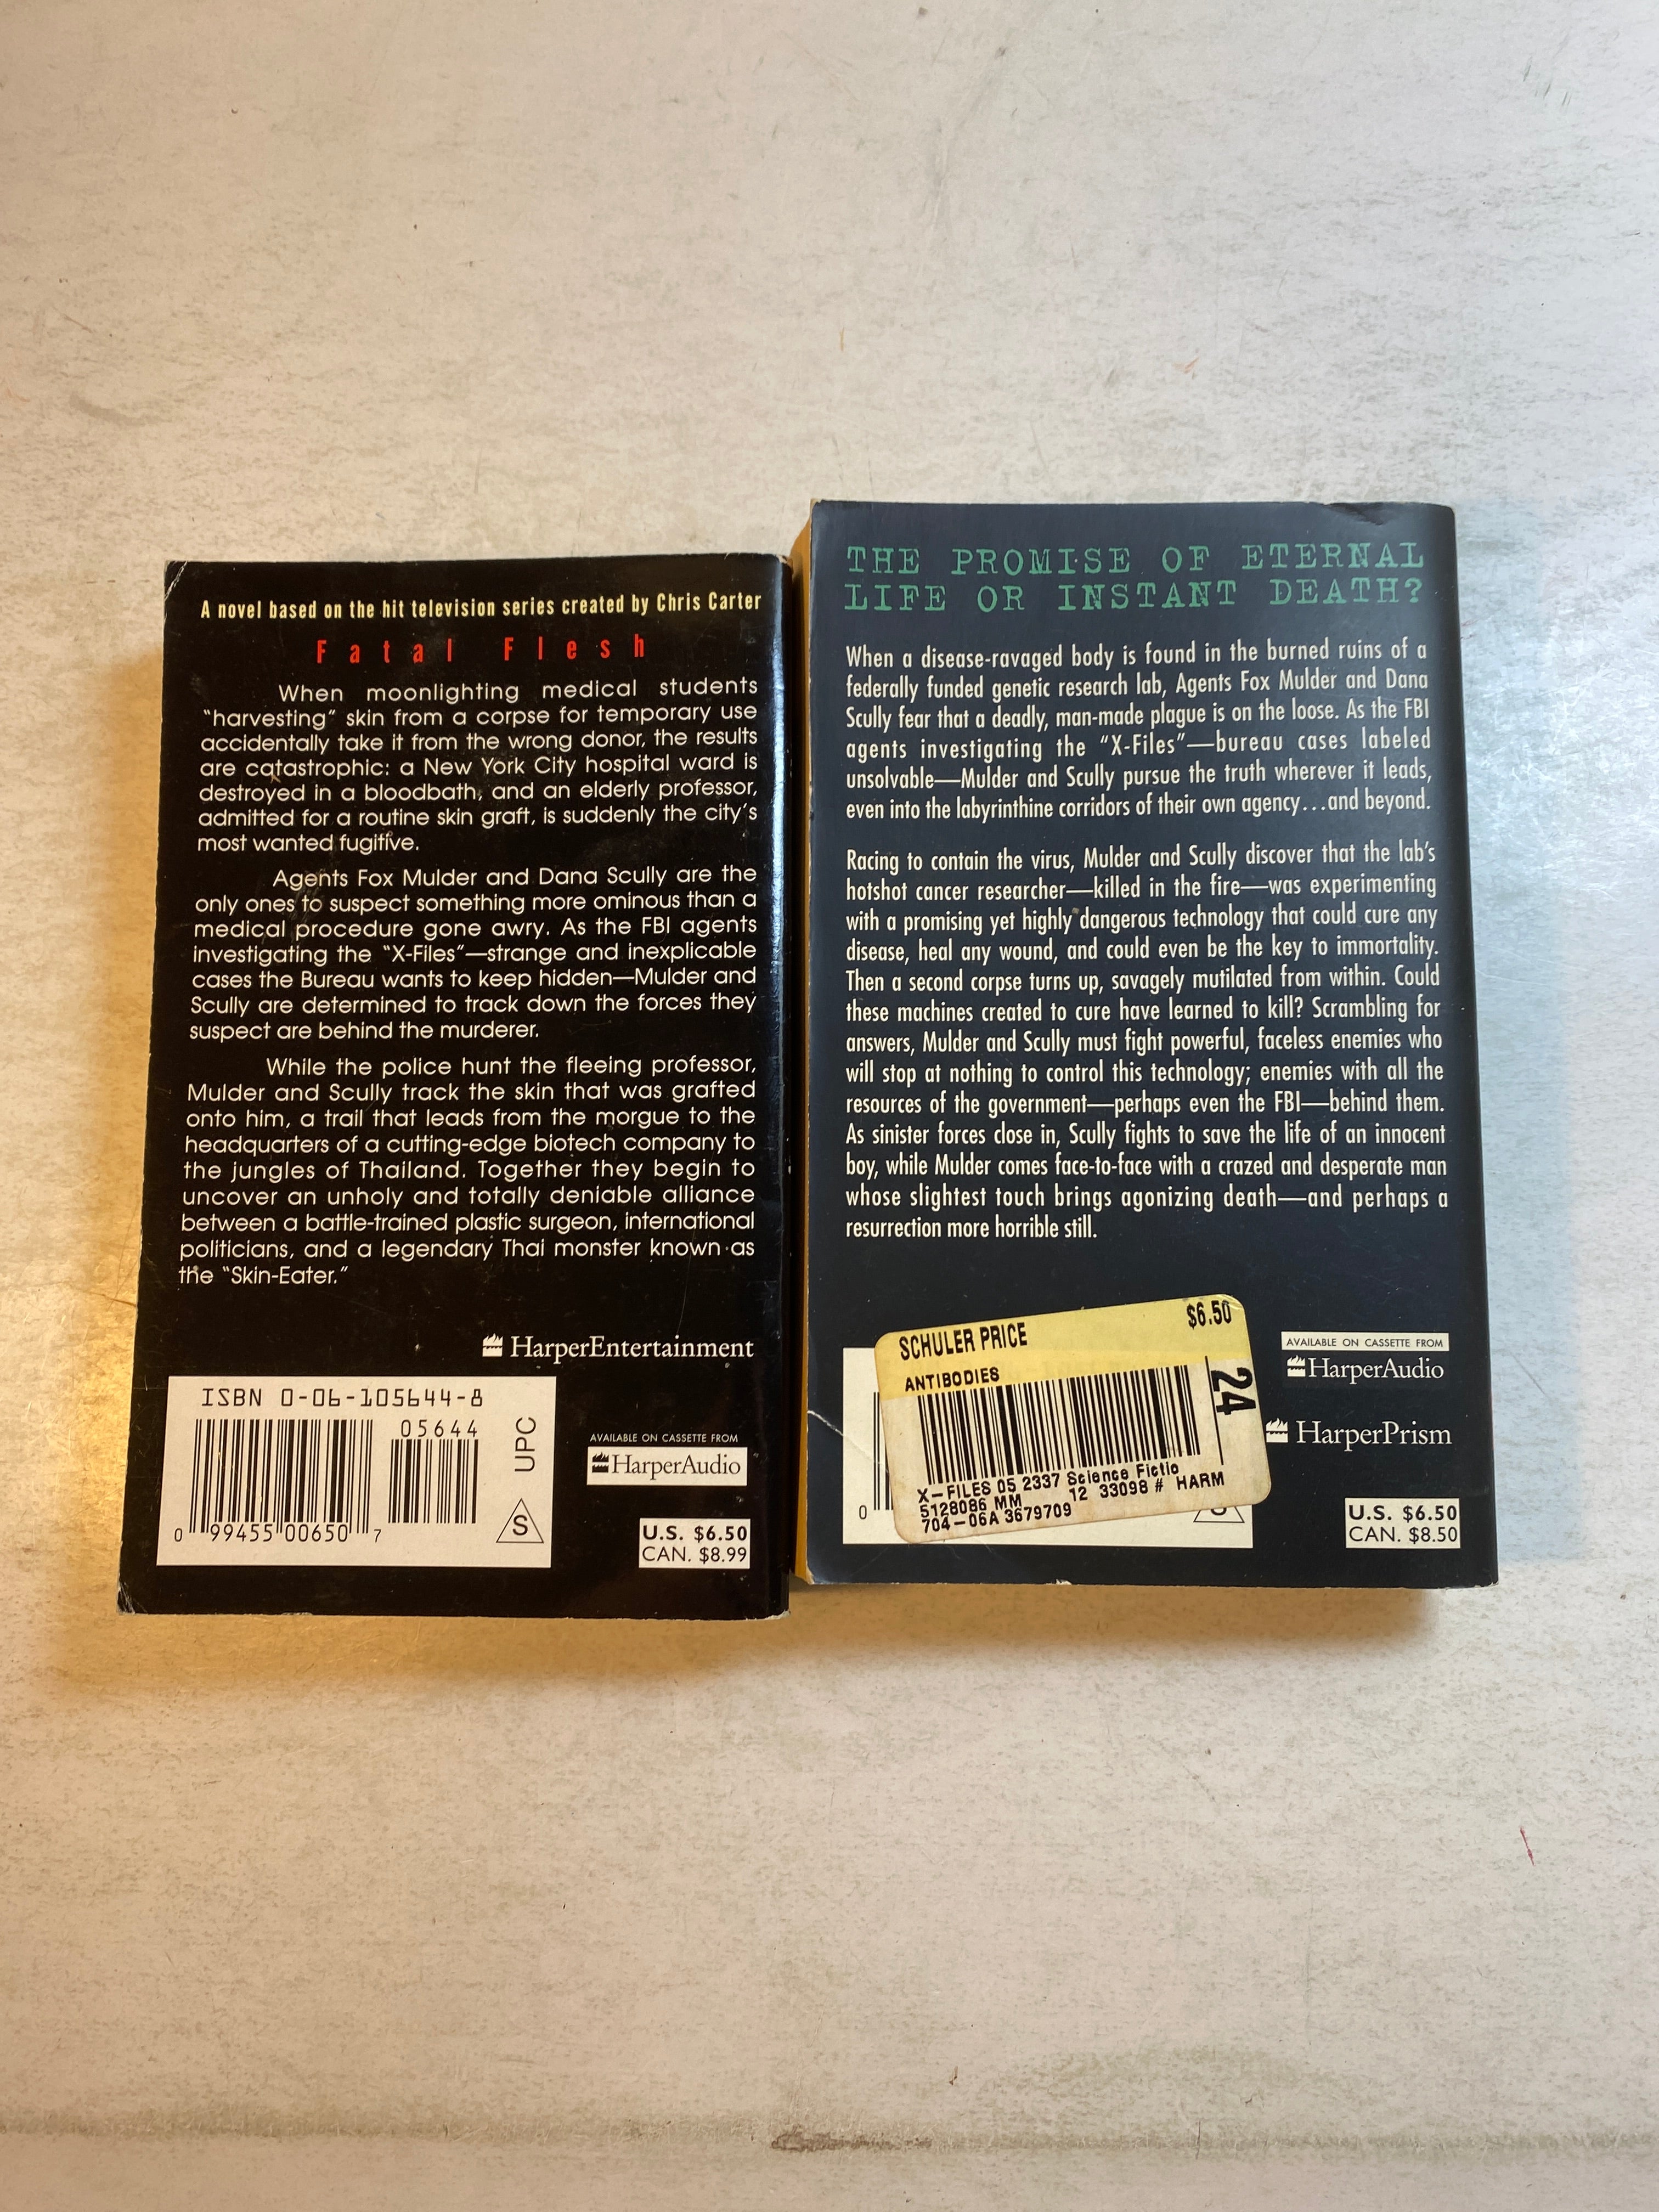 A novel based on the hit television series created by Chris Carter
Fatal Flesh
When moonlighting medical students
“harvesting” skin from a corpse for temporary use
accidentally take it from the wrong donor, the results
are catastrophic: a New York City hospital ward is
destroyed in a bloodbath, and an elderly professor,
admitted for a routine skin graft, is suddenly the city’s
most wanted fugitive.
Agents Fox Mulder and Dana Scully are the
only ones to suspect something more ominous than a
medical procedure gone awry. As the FBI agents
investigating the “X-Files”—strange and inexplicable
cases the Bureau wants to keep hidden—Mulder and
Scully are determined to track down the forces they
suspect are behind the murderer.
While the police hunt the fleeing professor,
Mulder and Scully track the skin that was grafted
onto him, a trail that leads from the morgue to the
headquarters of a cutting-edge biotech company to
the jungles of Thailand. Together they begin to
uncover an unholy and totally deniable alliance
between a battle-trained plastic surgeon, international
politicians, and a legendary Thai monster known as
the “Skin-Eater.”
HarperEntertainment
ISBN 0-06-105644-8
05644
UPC
S
0 99455 00650 7
AVAILABLE ON CASSETTE FROM
HarperAudio
U.S. $6.50
CAN. $8.99
THE PROMISE OF ETERNAL
LIFE OR INSTANT DEATH?
When a disease-ravaged body is found in the burned ruins of a
federally funded genetic research lab, Agents Fox Mulder and Dana
Scully fear that a deadly, man-made plague is on the loose. As the FBI
agents investigating the “X-Files”—bureau cases labeled
unsolvable—Mulder and Scully pursue the truth wherever it leads,
even into the labyrinthine corridors of their own agency...and beyond.
Racing to contain the virus, Mulder and Scully discover that the lab’s
hotshot cancer researcher—killed in the fire—was experimenting
with a promising yet highly dangerous technology that could cure any
disease, heal any wound, and could even be the key to immortality.
Then a second corpse turns up, savagely mutilated from within. Could
these machines created to cure have learned to kill? Scrambling for
answers, Mulder and Scully must fight powerful, faceless enemies who
will stop at nothing to control this technology; enemies with all the
resources of the government—perhaps even the FBI—behind them.
As sinister forces close in, Scully fights to save the life of an innocent
boy, while Mulder comes face-to-face with a crazed and desperate man
whose slightest touch brings agonizing death—and perhaps a
resurrection more horrible still.
SCHULER PRICE $6.50
ANTIBODIES
24
X-FILES 05 2337 Science Fictio
5128086 MM 12 33098 # HARM
704-06A 3679709
0
AVAILABLE ON CASSETTE FROM
HarperAudio
HarperPrism
U.S. $6.50
CAN. $8.50